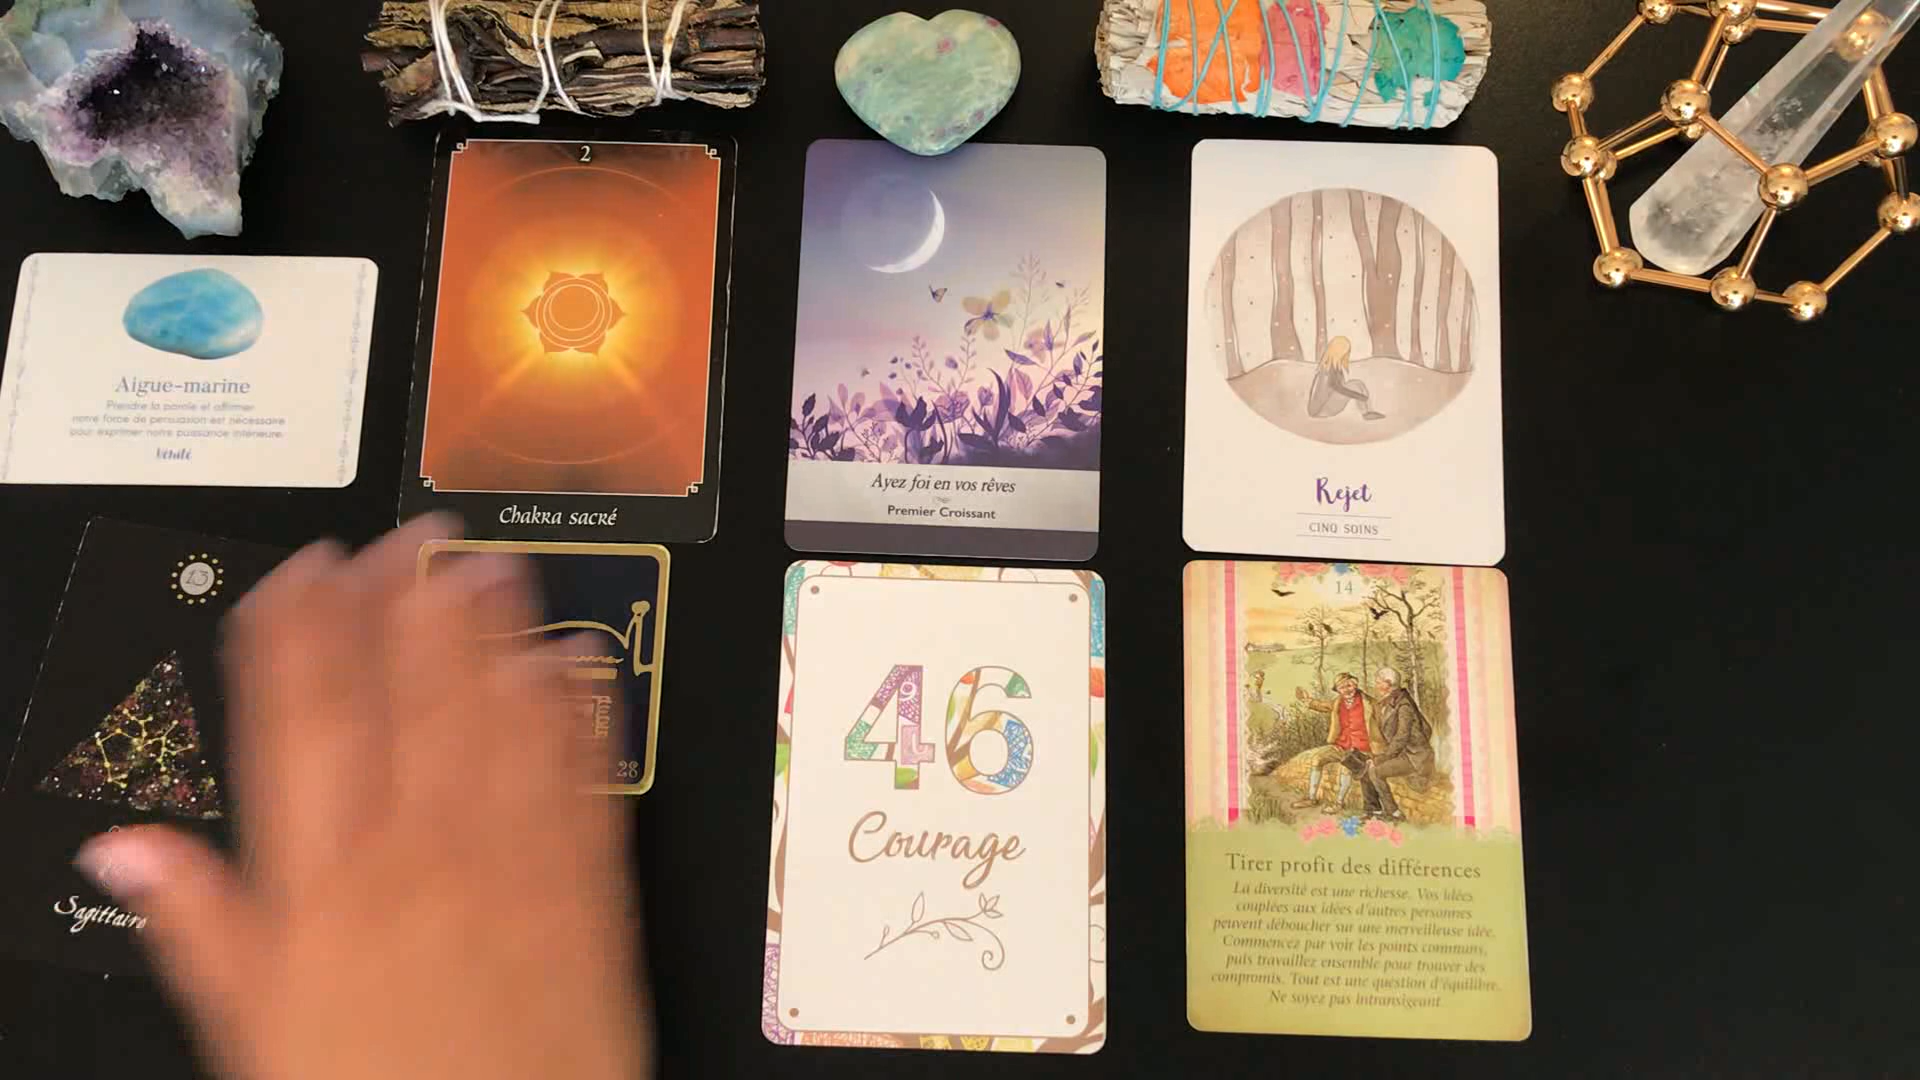 Aigue-marine
Prendre la parole et affirmer
notre force de persuasion est nécessaire
pour exprimer notre puissance intérieure.
Vérité
2
Chakra sacré
Ayez foi en vos rêves
Premier Croissant
Rejet
CINQ SOINS
13
Sagittaire
28
46
Courage
14
Tirer profit des différences
La diversité est une richesse. Vos idées
couplées aux idées d'autres personnes
peuvent déboucher sur une merveilleuse idée.
Commencez par voir les points communs,
puis travaillez ensemble pour trouver des
compromis. Tout est une question d'équilibre.
Ne soyez pas intransigeant.